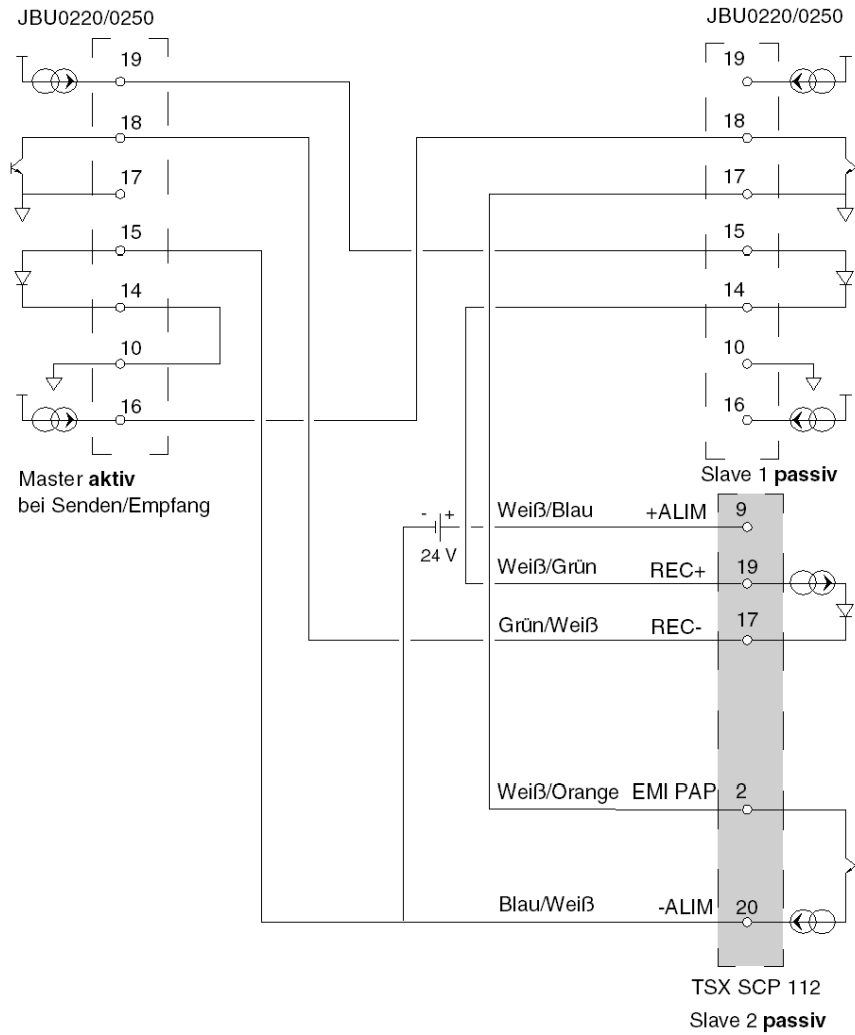 JBU0220/0250
19
18
17
15
14
10
16
Master aktiv
bei Senden/Empfang
JBU0220/0250
19
18
17
15
14
10
16
Slave 1 passiv
- +
24 V
Weiß/Blau +ALIM 9
Weiß/Grün REC+ 19
Grün/Weiß REC- 17
Weiß/Orange EMI PAP 2
Blau/Weiß -ALIM 20
TSX SCP 112
Slave 2 passiv